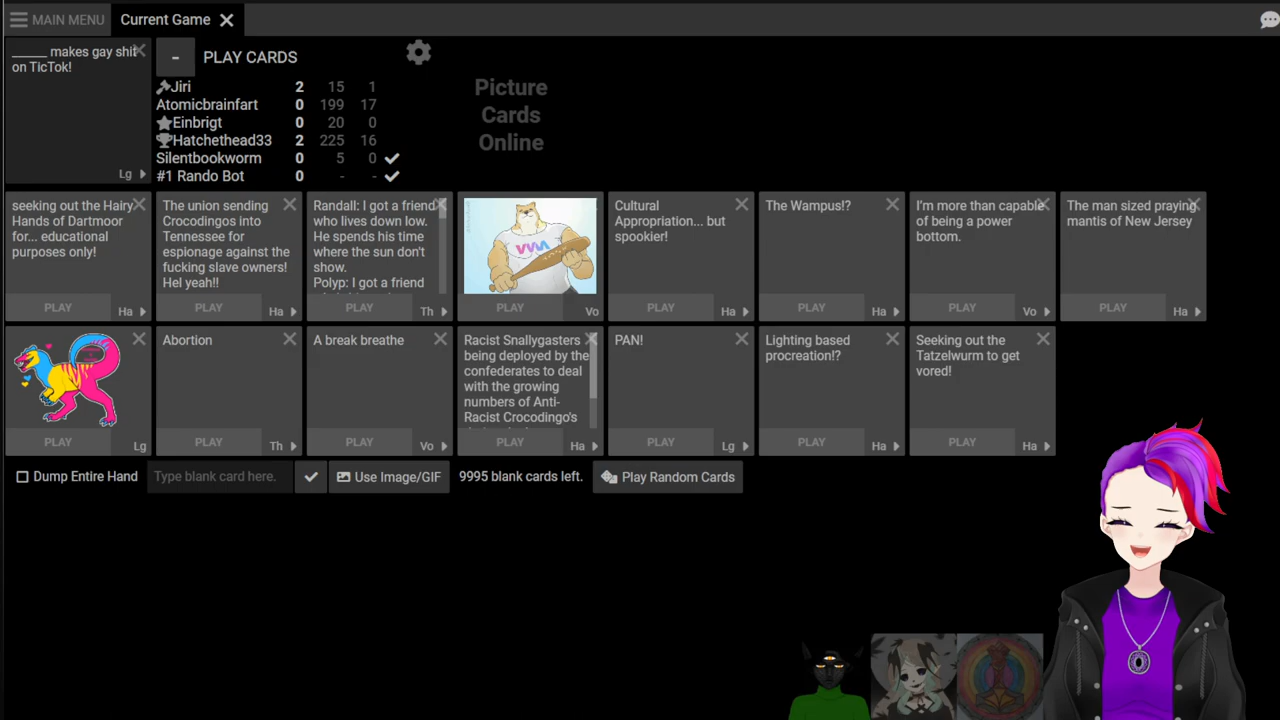 MAIN MENU
Current Game
_____ makes gay shit
on TicTok!
Lg
-
PLAY CARDS
Jiri 2 15 1
Atomicbrainfart 0 199 17
Einbrigt 0 20 0
Hatchethead33 2 225 16
Silentbookworm 0 5 0
#1 Rando Bot 0 - -
Picture
Cards
Online
seeking out the Hairy
Hands of Dartmoor
for... educational
purposes only!
PLAY
Ha
The union sending
Crocodingos into
Tennessee for
espionage against the
fucking slave owners!
Hel yeah!!
PLAY
Ha
Randall: I got a friend
who lives down low.
He spends his time
where the sun don't
show.
Polyp: I got a friend
PLAY
Th
PLAY
Vo
Cultural
Appropriation... but
spookier!
PLAY
Ha
The Wampus!?
PLAY
Ha
I'm more than capable
of being a power
bottom.
PLAY
Vo
The man sized praying
mantis of New Jersey
PLAY
Ha
PLAY
Lg
Abortion
PLAY
Th
A break breathe
PLAY
Vo
Racist Snallygasters
being deployed by the
confederates to deal
with the growing
numbers of Anti-
Racist Crocodingo's
PLAY
Ha
PAN!
PLAY
Lg
Lighting based
procreation!?
PLAY
Ha
Seeking out the
Tatzelwurm to get
vored!
PLAY
Ha
Dump Entire Hand
Type blank card here.
Use Image/GIF
9995 blank cards left.
Play Random Cards